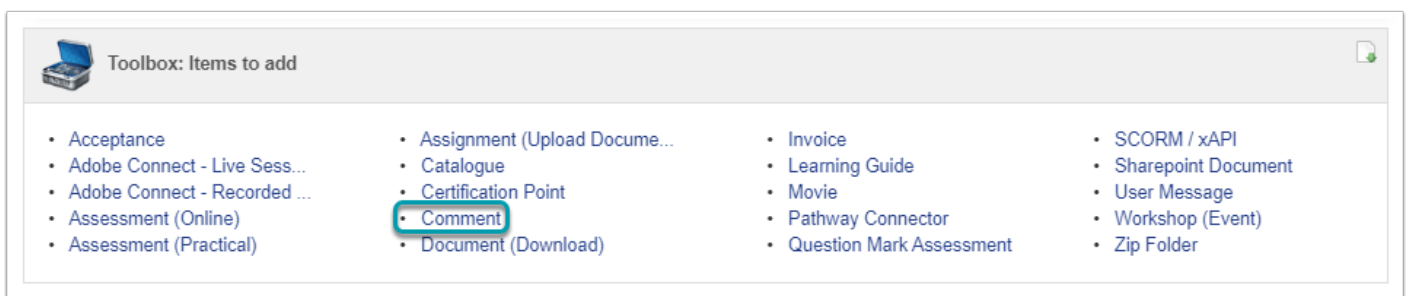 Toolbox: Items to add
• Acceptance
• Adobe Connect - Live Sess...
• Adobe Connect - Recorded ...
• Assessment (Online)
• Assessment (Practical)
• Assignment (Upload Docume...
• Catalogue
• Certification Point
• Comment
• Document (Download)
• Invoice
• Learning Guide
• Movie
• Pathway Connector
• Question Mark Assessment
• SCORM / xAPI
• Sharepoint Document
• User Message
• Workshop (Event)
• Zip Folder